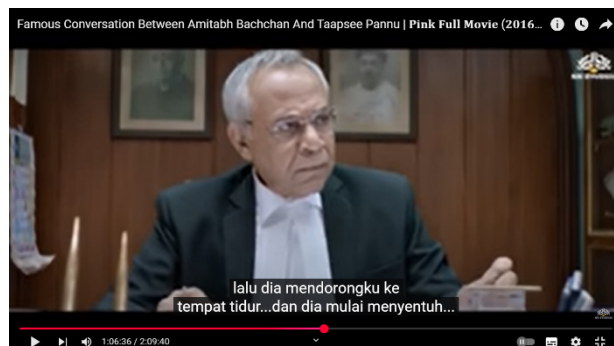 Famous Conversation Between Amitabh Bachchan And Taapsee Pannu | Pink Full Movie (2016...
lalu dia mendorongku ke
tempat tidur...dan dia mulai menyentuh...
1:06:36 / 2:09:40